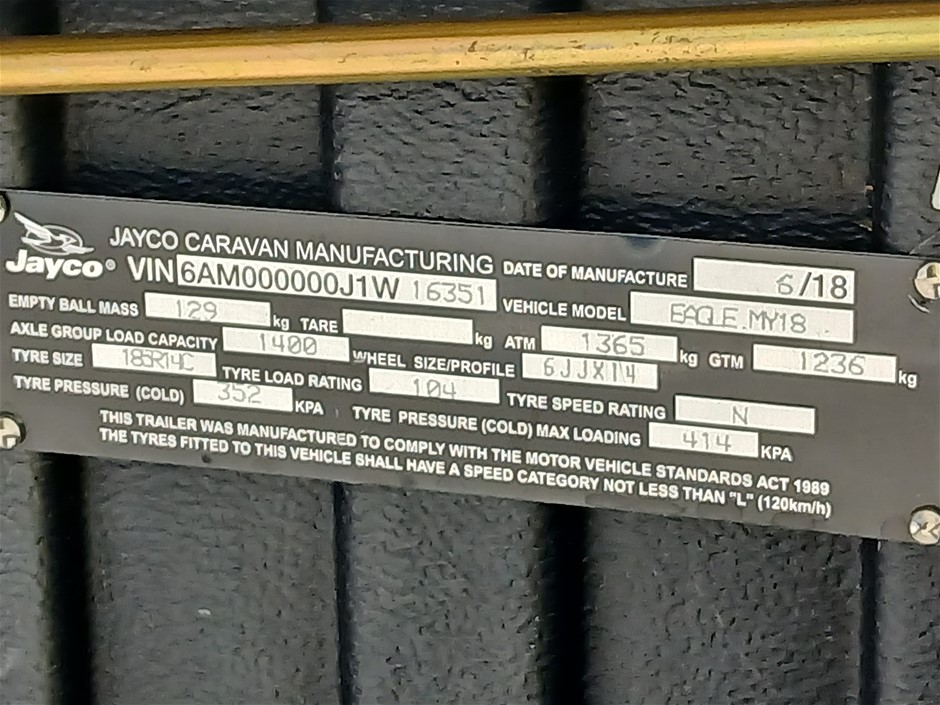 Jayco® JAYCO CARAVAN MANUFACTURING DATE OF MANUFACTURE 6/18
VIN 6AM000000J1W 16351 VEHICLE MODEL EAGLE.MY18
EMPTY BALL MASS 129 kg TARE kg ATM 1365 kg GTM 1236 kg
AXLE GROUP LOAD CAPACITY 1400 WHEEL SIZE/PROFILE 6JJX14
TYRE SIZE 185R14C TYRE LOAD RATING 104 TYRE SPEED RATING N
TYRE PRESSURE (COLD) 352 KPA TYRE PRESSURE (COLD) MAX LOADING 414 KPA
THIS TRAILER WAS MANUFACTURED TO COMPLY WITH THE MOTOR VEHICLE STANDARDS ACT 1989
THE TYRES FITTED TO THIS VEHICLE SHALL HAVE A SPEED CATEGORY NOT LESS THAN "L" (120km/h)